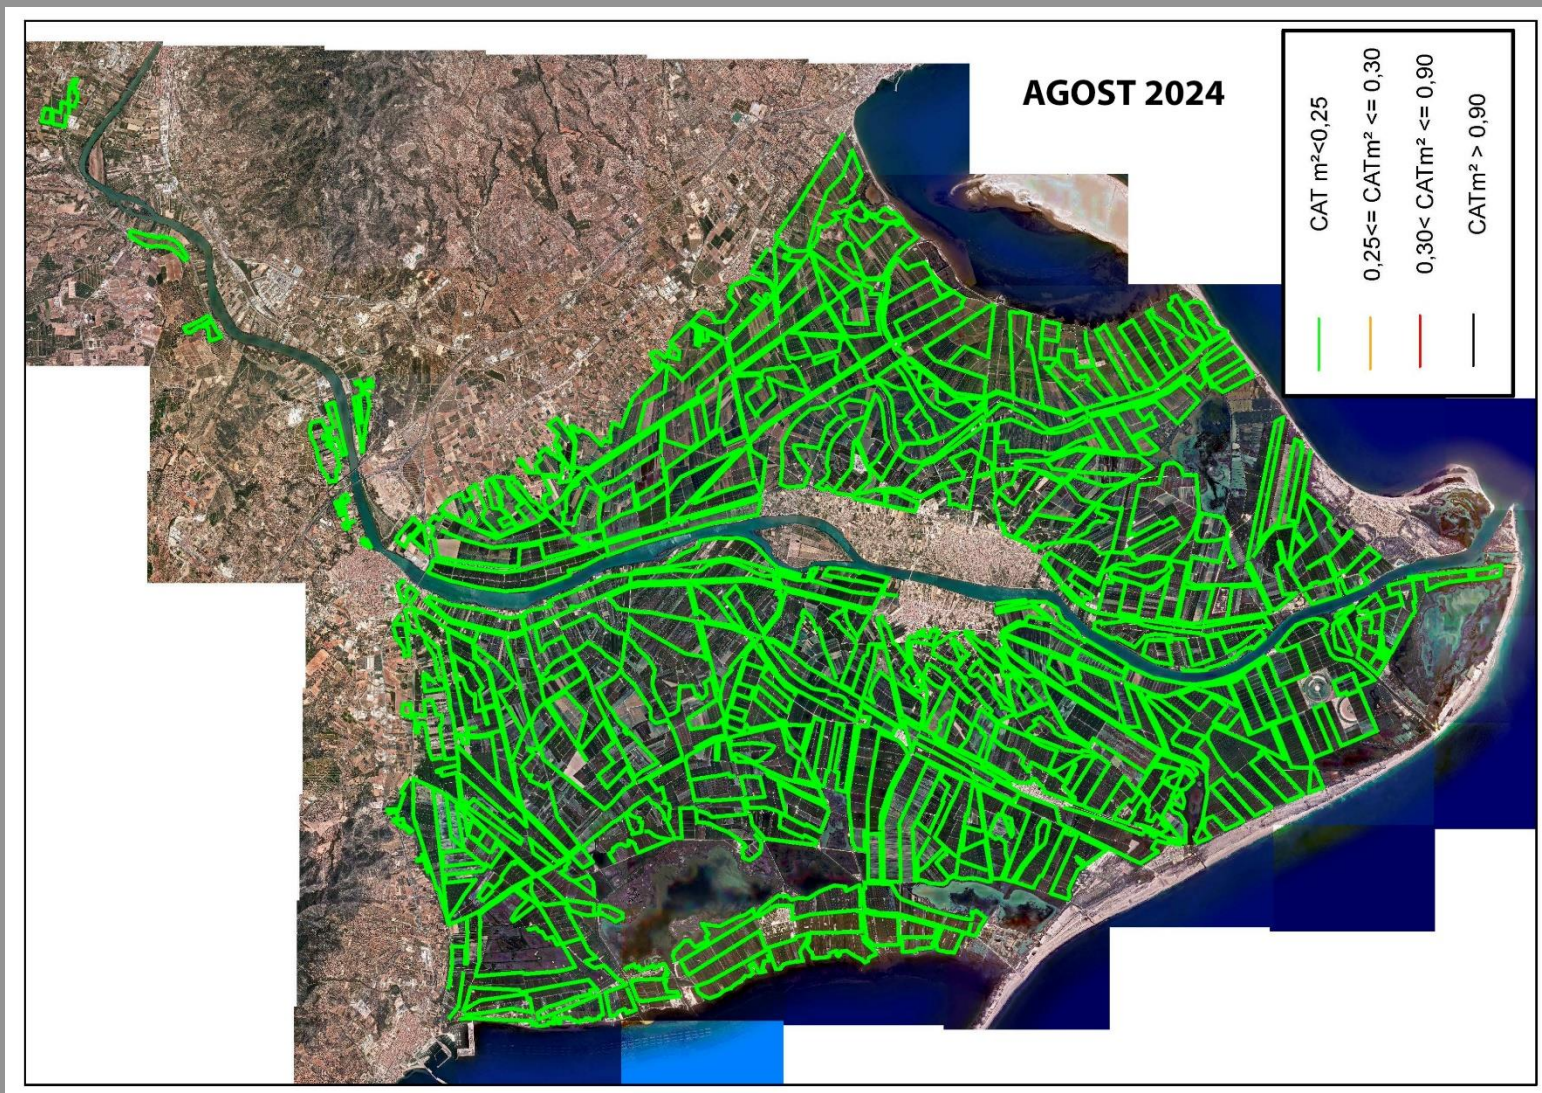 AGOST 2024
CAT m²<0,25
0,25<= CATm² <= 0,30
0,30< CATm² <= 0,90
CATm² > 0,90